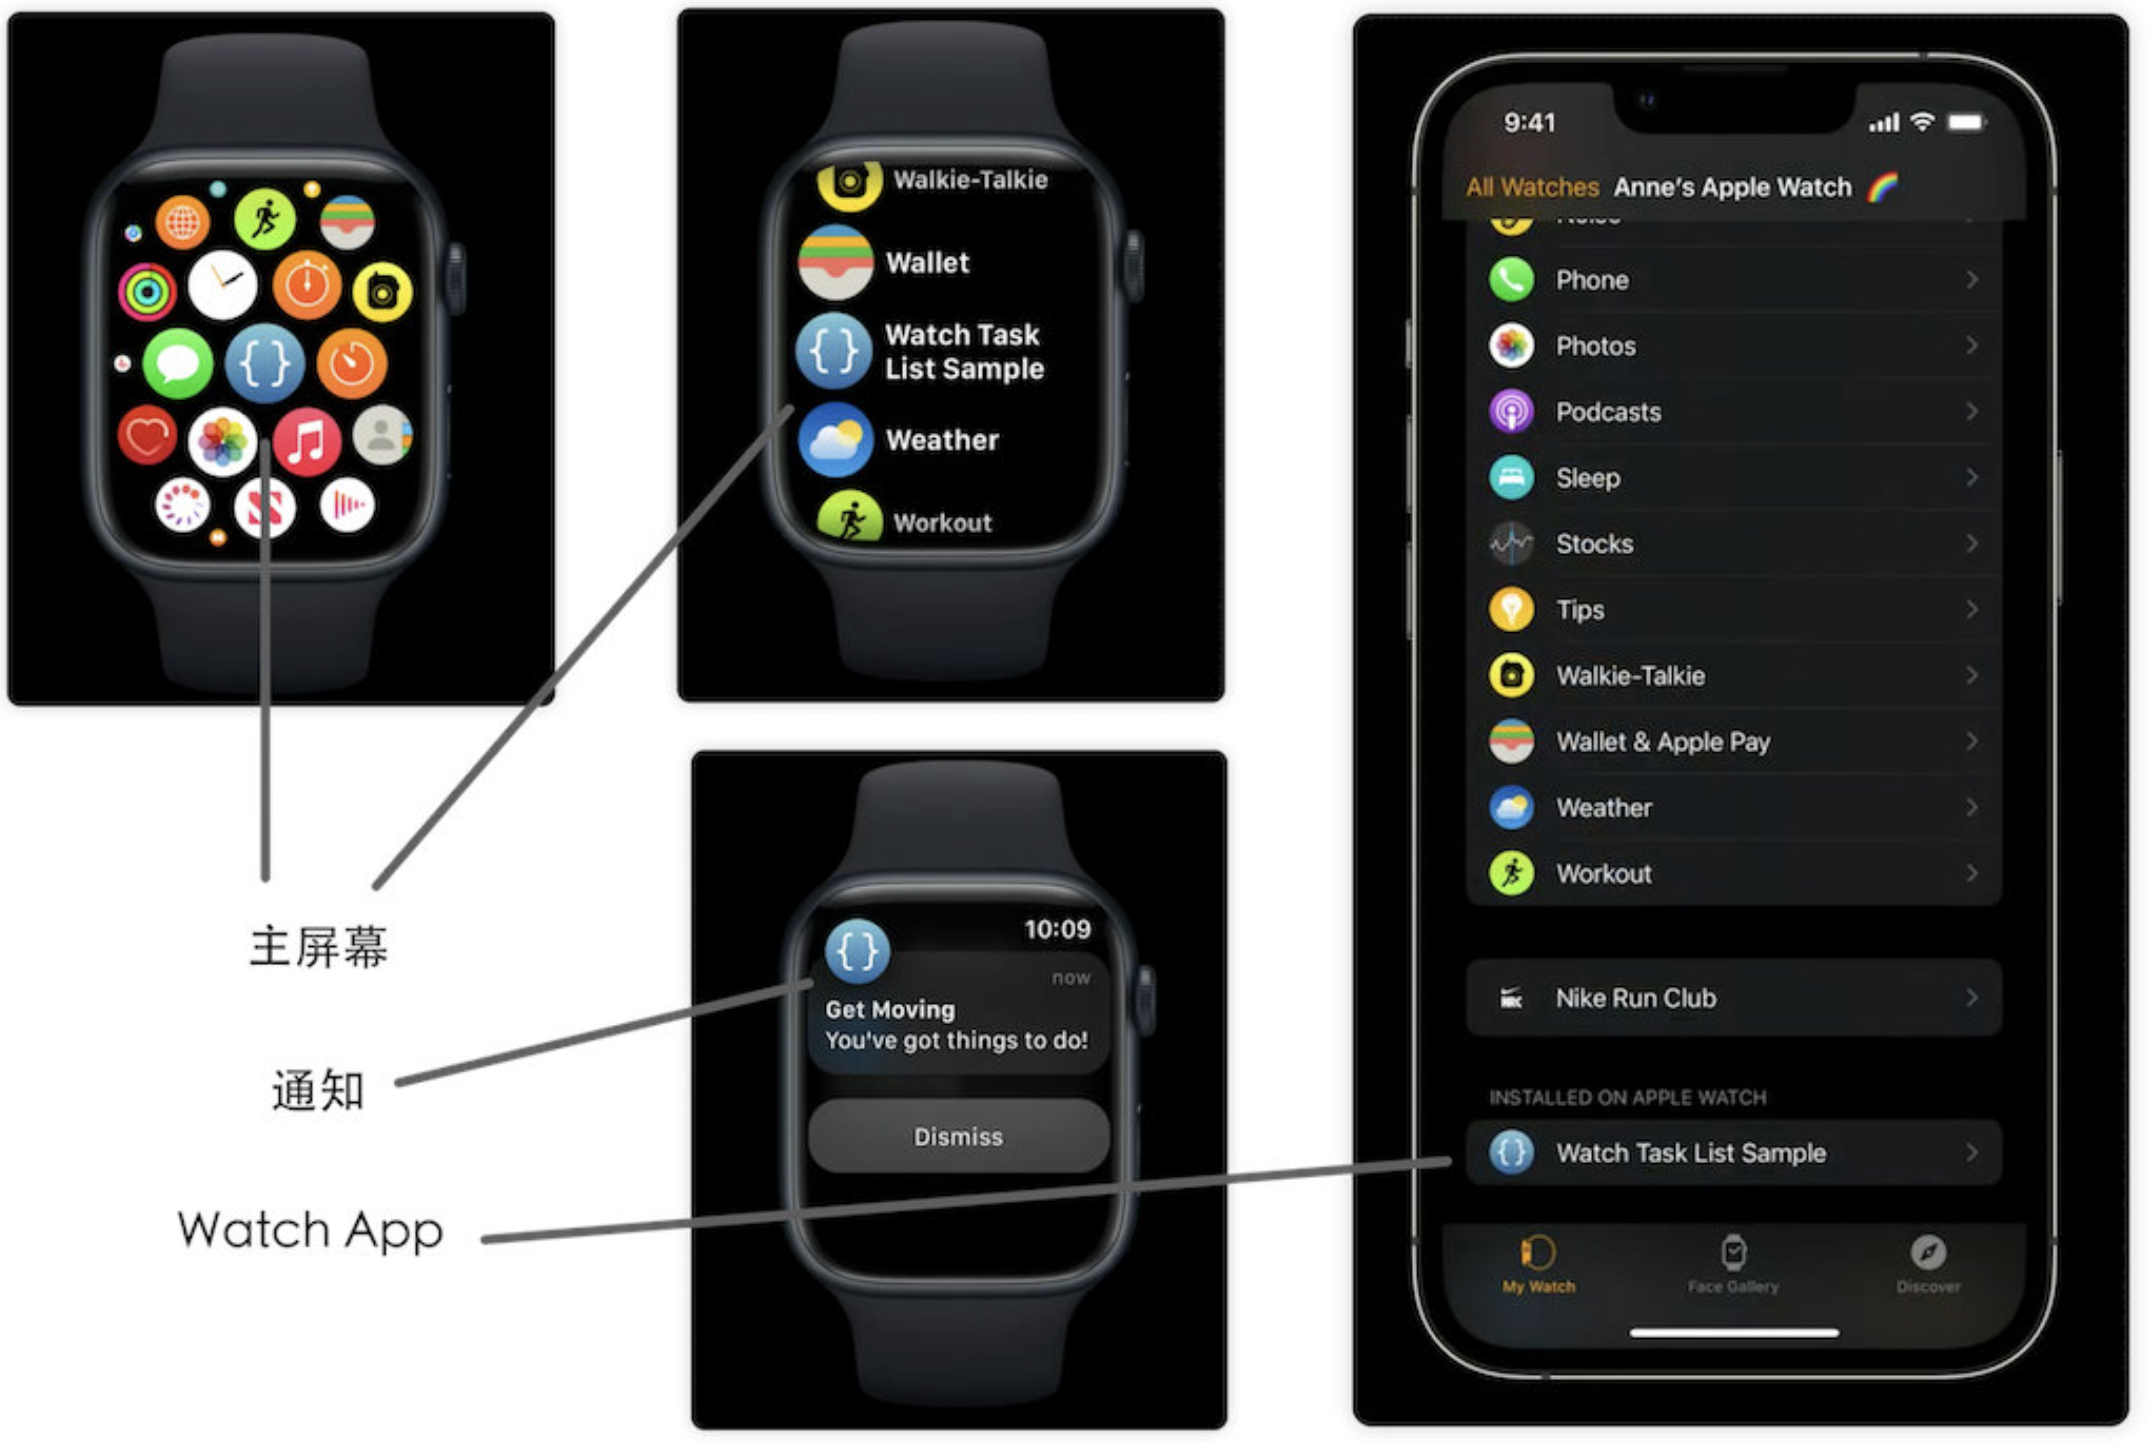 Walkie-Talkie
Wallet
Watch Task
List Sample
Weather
Workout
主屏幕
通知
Watch App
10:09
now
Get Moving
You've got things to do!
Dismiss
9:41
All Watches Anne's Apple Watch
Phone
Photos
Podcasts
Sleep
Stocks
Tips
Walkie-Talkie
Wallet & Apple Pay
Weather
Workout
NRC
Nike Run Club
INSTALLED ON APPLE WATCH
Watch Task List Sample
My Watch
Face Gallery
Discover